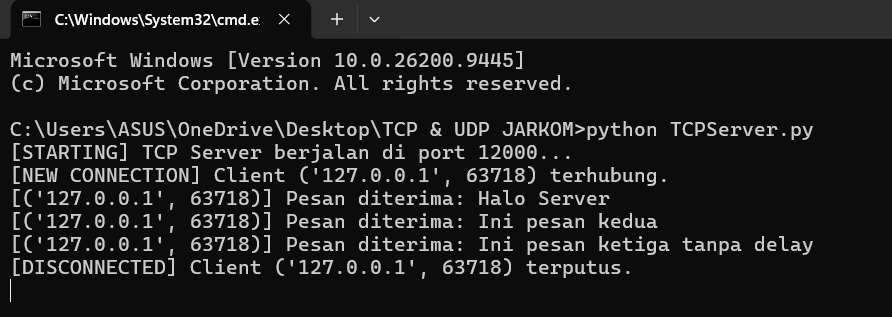 C:\Windows\System32\cmd.e
Microsoft Windows [Version 10.0.26200.9445]
(c) Microsoft Corporation. All rights reserved.
C:\Users\ASUS\OneDrive\Desktop\TCP & UDP JARKOM>python TCPServer.py
[STARTING] TCP Server berjalan di port 12000...
[NEW CONNECTION] Client ('127.0.0.1', 63718) terhubung.
[('127.0.0.1', 63718)] Pesan diterima: Halo Server
[('127.0.0.1', 63718)] Pesan diterima: Ini pesan kedua
[('127.0.0.1', 63718)] Pesan diterima: Ini pesan ketiga tanpa delay
[DISCONNECTED] Client ('127.0.0.1', 63718) terputus.